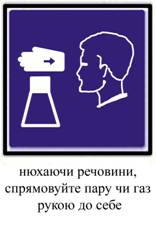 нюхаючи речовини,
спрямовуйте пару чи газ
рукою до себе